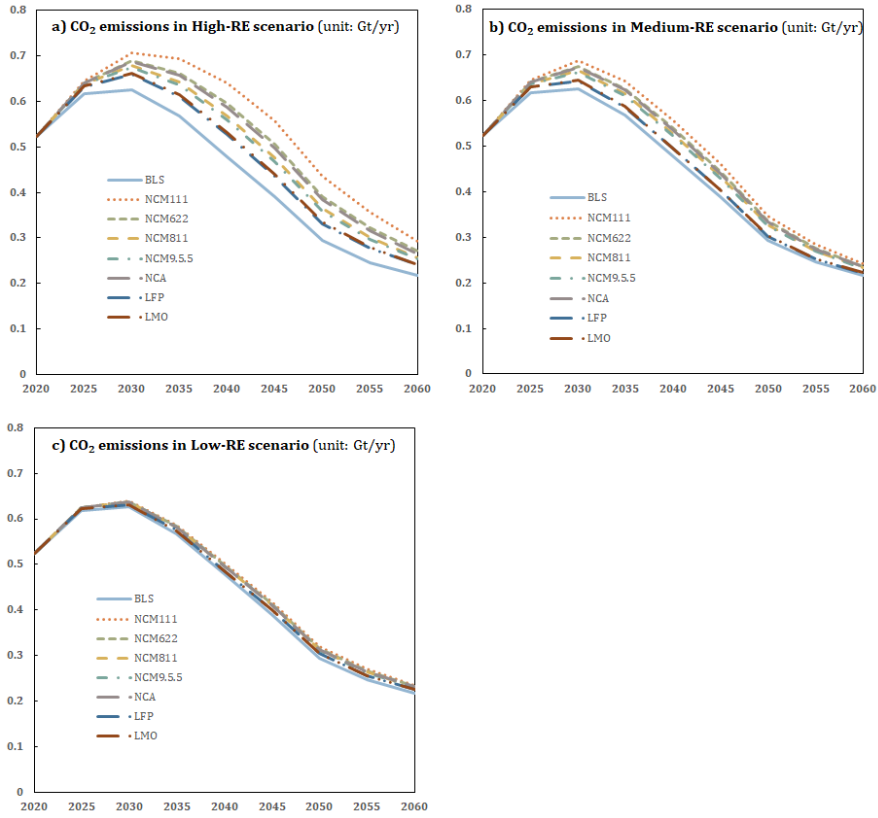 a) CO₂ emissions in High-RE scenario (unit: Gt/yr)
0.8
0.7
0.6
0.5
0.4
0.3
0.2
0.1
0
BLS
NCM111
NCM622
NCM811
NCM9.5.5
NCA
LFP
LMO
2020 2025 2030 2035 2040 2045 2050 2055 2060
b) CO₂ emissions in Medium-RE scenario (unit: Gt/yr)
0.8
0.7
0.6
0.5
0.4
0.3
0.2
0.1
0
BLS
NCM111
NCM622
NCM811
NCM9.5.5
NCA
LFP
LMO
2020 2025 2030 2035 2040 2045 2050 2055 2060
c) CO₂ emissions in Low-RE scenario (unit: Gt/yr)
0.8
0.7
0.6
0.5
0.4
0.3
0.2
0.1
0
BLS
NCM111
NCM622
NCM811
NCM9.5.5
NCA
LFP
LMO
2020 2025 2030 2035 2040 2045 2050 2055 2060